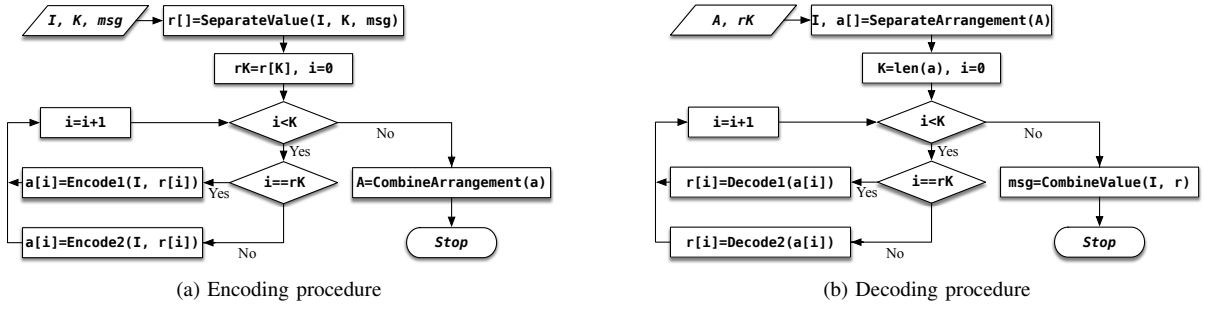 I, K, msg
r[]=SeparateValue(I, K, msg)
rK=r[K], i=0
i=i+1
i<K
No
Yes
a[i]=Encode1(I, r[i])
Yes
i==rK
A=CombineArrangement(a)
a[i]=Encode2(I, r[i])
No
Stop
(a) Encoding procedure
A, rK
I, a[]=SeparateArrangement(A)
K=len(a), i=0
i=i+1
i<K
No
Yes
r[i]=Decode1(a[i])
Yes
i==rK
msg=CombineValue(I, r)
r[i]=Decode2(a[i])
No
Stop
(b) Decoding procedure